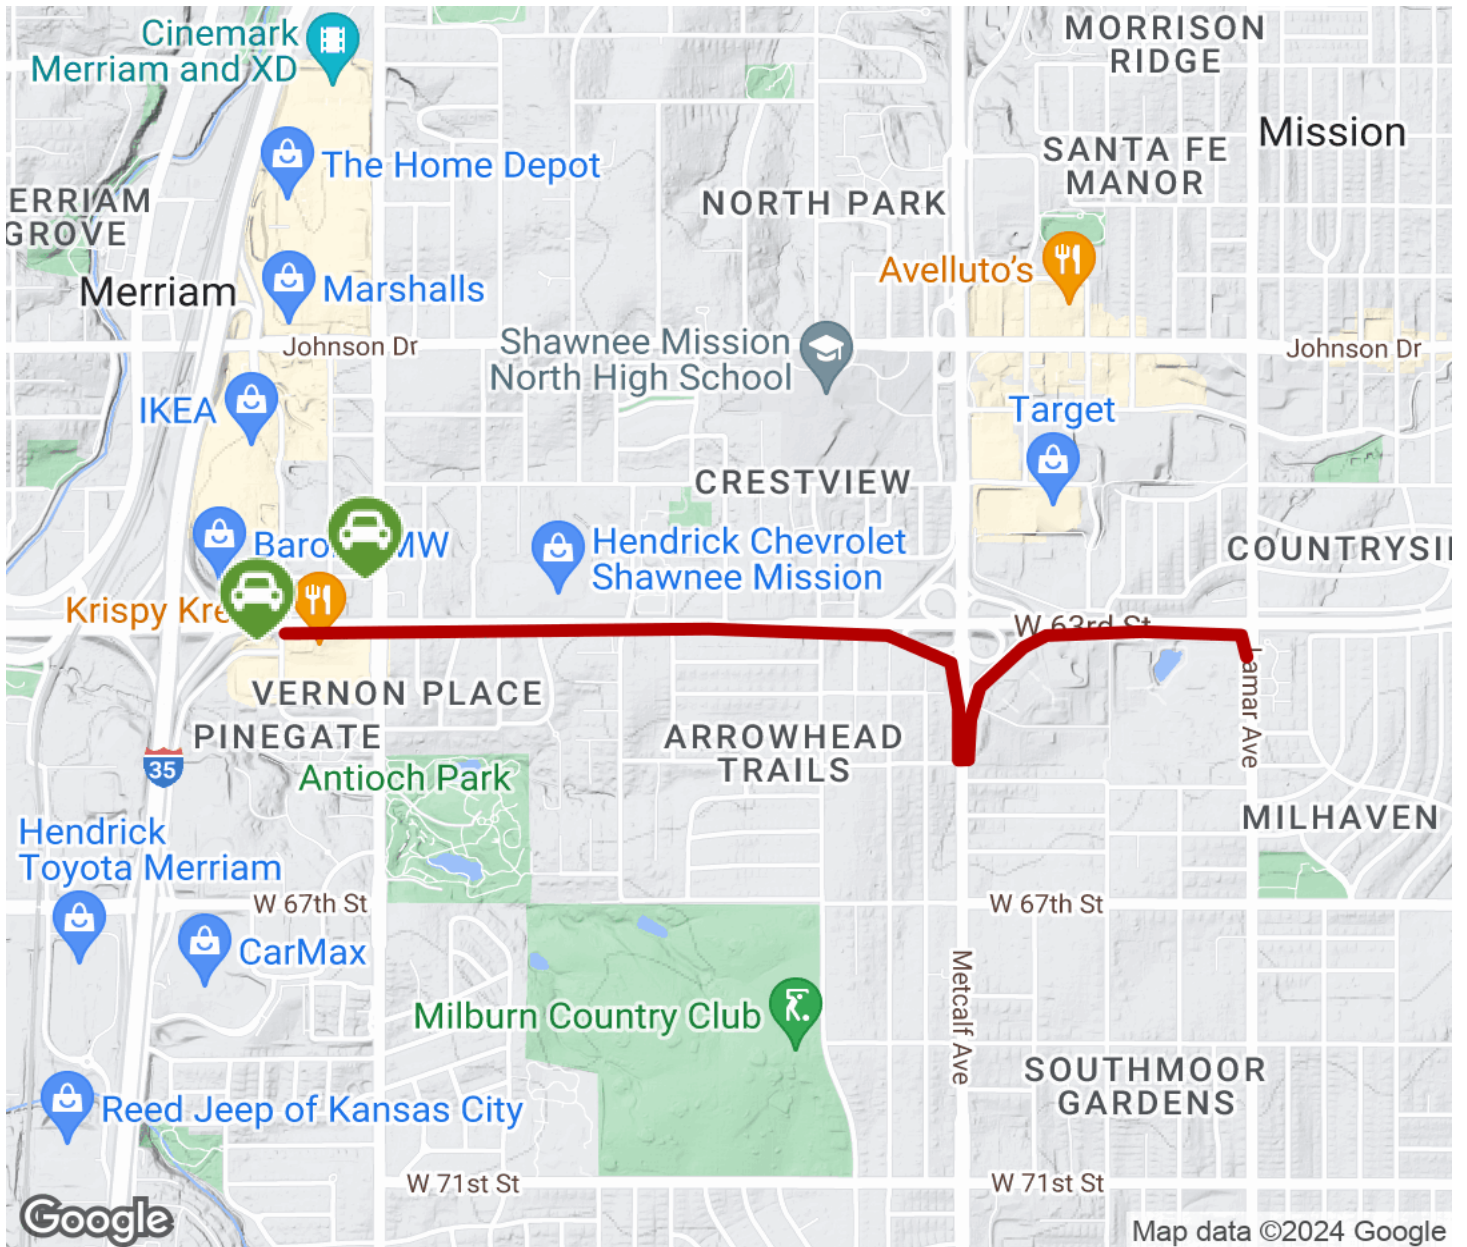 Cinemark
Merriam and XD
MORRISON
RIDGE
Mission
The Home Depot
SANTA FE
MANOR
ERRIAM
GROVE
NORTH PARK
Avelluto's
Merriam
Marshalls
Johnson Dr
Shawnee Mission
North High School
Johnson Dr
IKEA
Target
CRESTVIEW
Baro
MW
Hendrick Chevrolet
Shawnee Mission
COUNTRYSI
Krispy Kre
W 63rd St
VERNON PLACE
PINEGATE
ARROWHEAD
TRAILS
amar Ave
35
Antioch Park
MILHAVEN
Hendrick
Toyota Merriam
W 67th St
W 67th St
CarMax
Metcalf Ave
Milburn Country Club
SOUTHMOOR
GARDENS
Reed Jeep of Kansas City
W 71st St
W 71st St
Google
Map data ©2024 Google